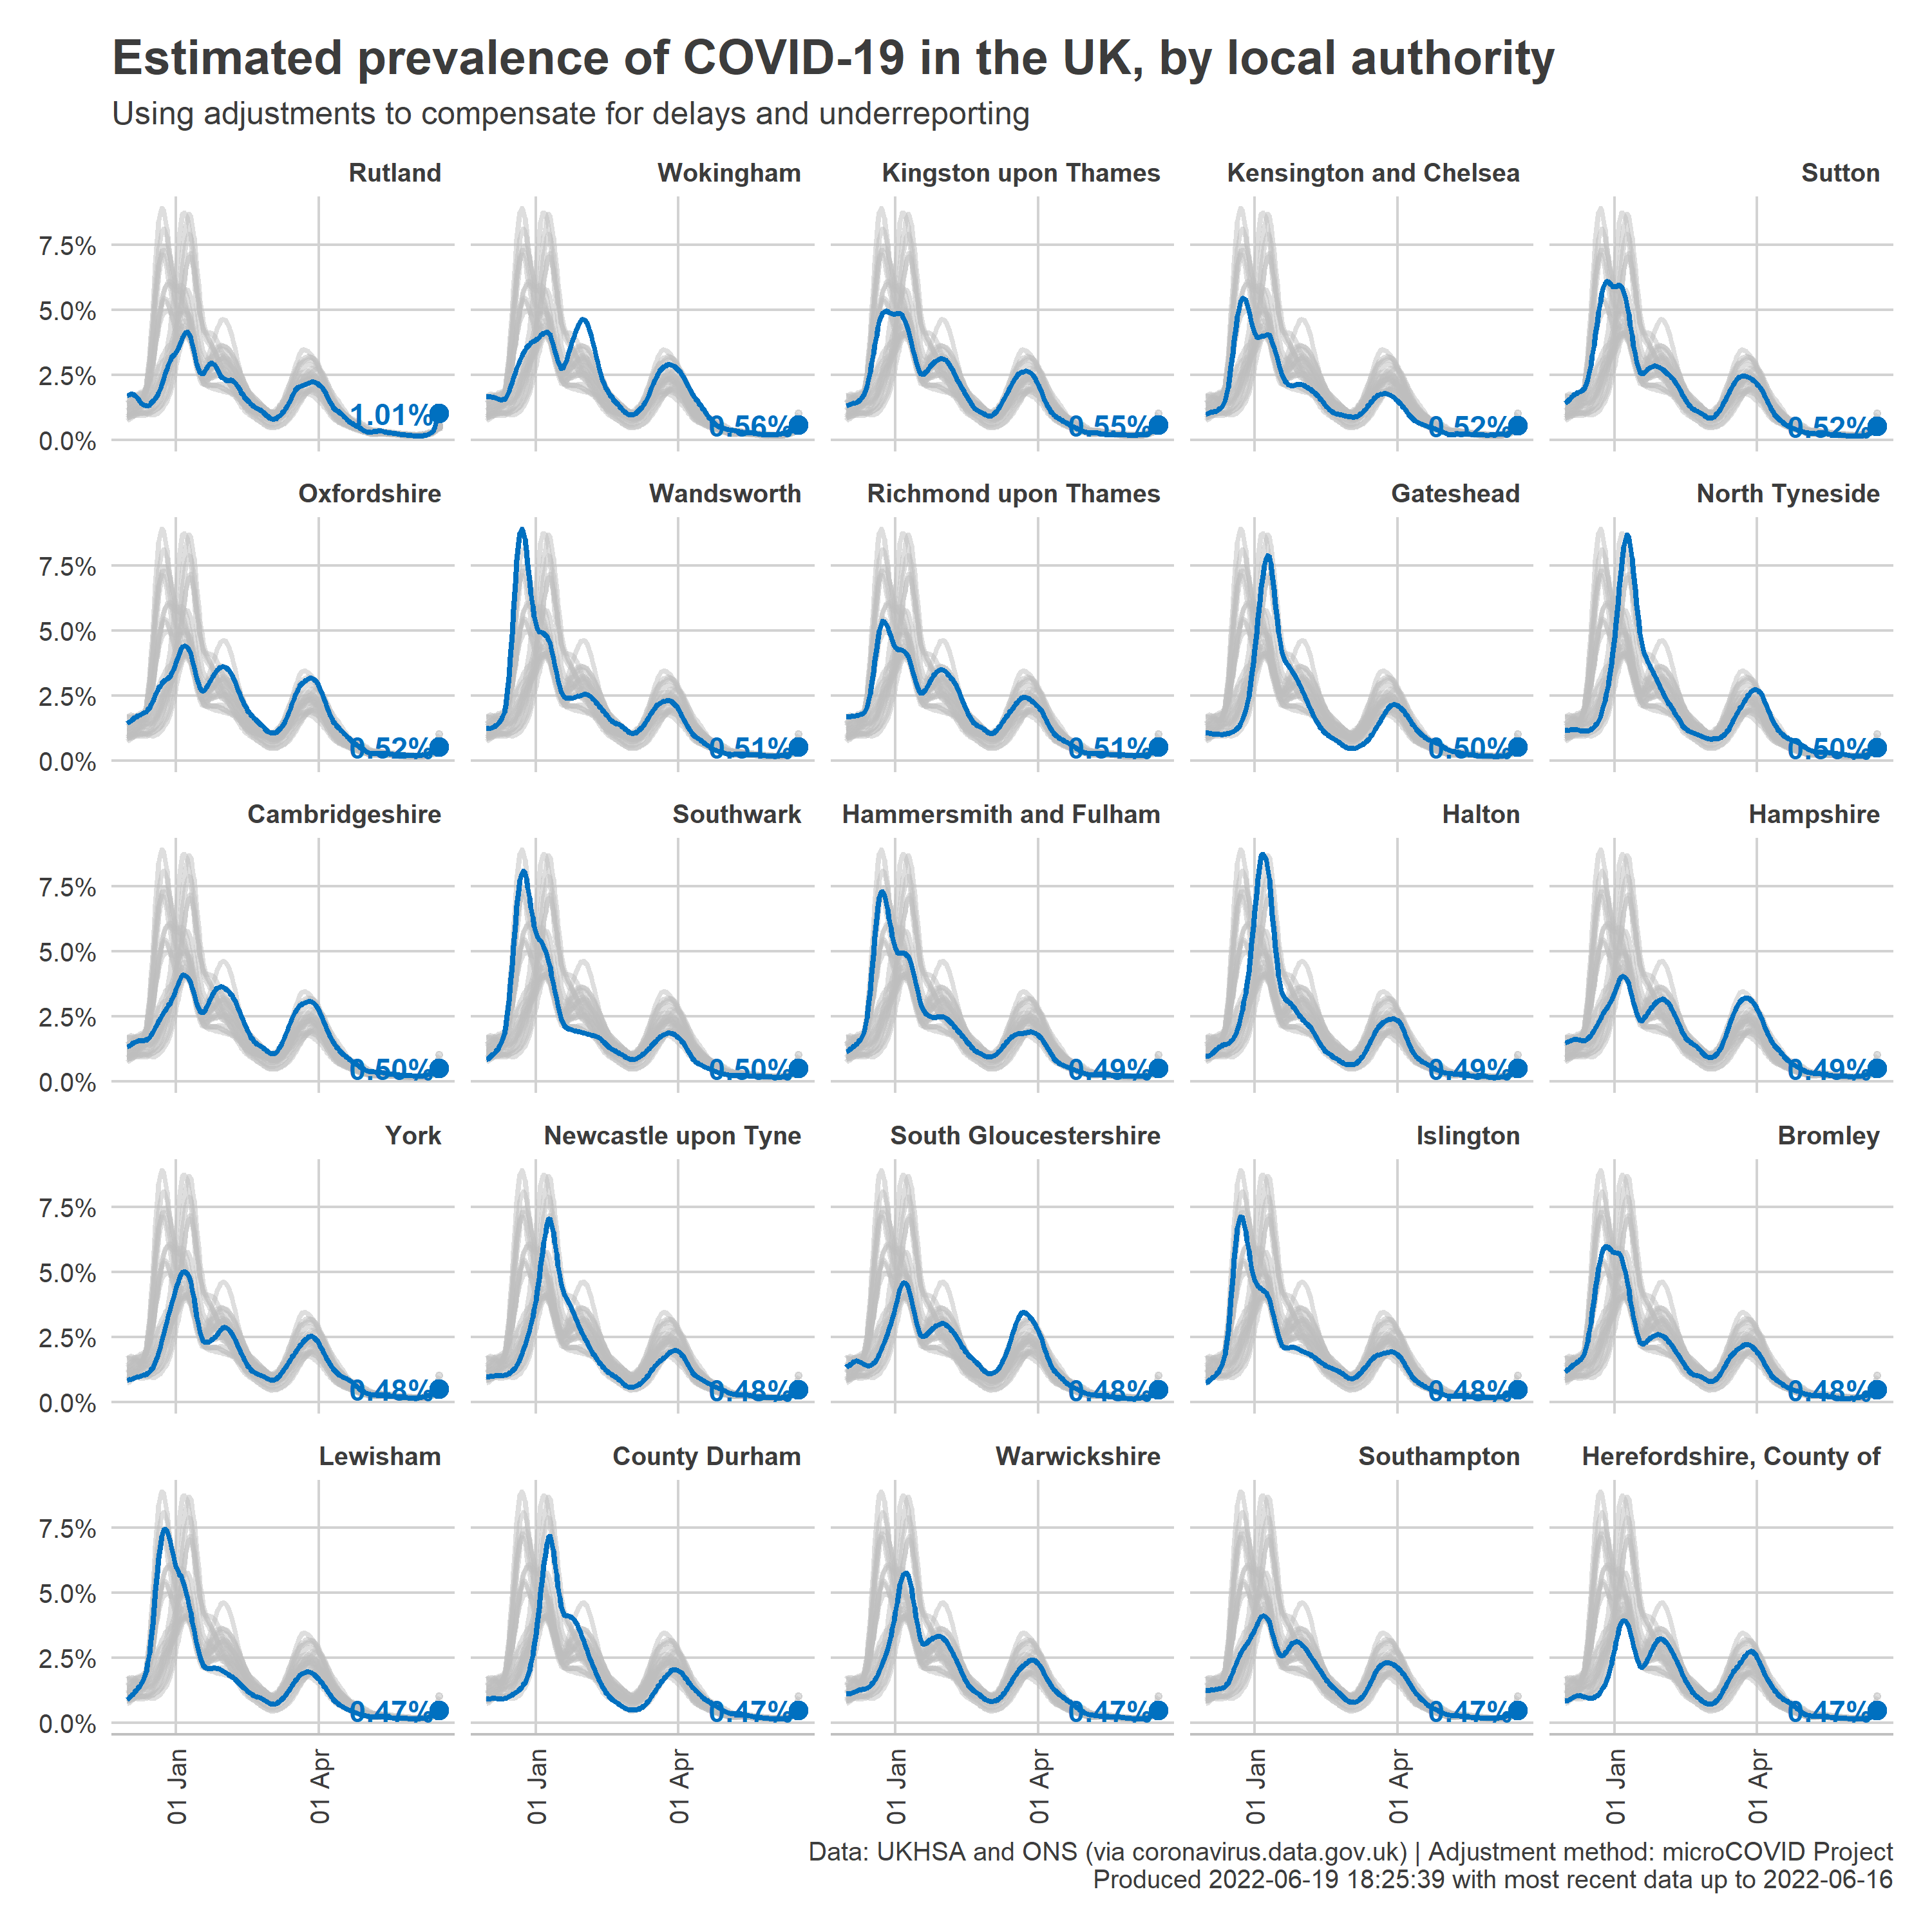 Estimated prevalence of COVID-19 in the UK, by local authority
Using adjustments to compensate for delays and underreporting
Rutland Wokingham Kingston upon Thames Kensington and Chelsea Sutton
7.5%
5.0%
2.5%
0.0%
1.01% 0.56% 0.55% 0.52% 0.52%
Oxfordshire Wandsworth Richmond upon Thames Gateshead North Tyneside
7.5%
5.0%
2.5%
0.0%
0.52% 0.51% 0.51% 0.50% 0.50%
Cambridgeshire Southwark Hammersmith and Fulham Halton Hampshire
7.5%
5.0%
2.5%
0.0%
0.50% 0.50% 0.49% 0.49% 0.49%
York Newcastle upon Tyne South Gloucestershire Islington Bromley
7.5%
5.0%
2.5%
0.0%
0.48% 0.48% 0.48% 0.48% 0.48%
Lewisham County Durham Warwickshire Southampton Herefordshire, County of
7.5%
5.0%
2.5%
0.0%
0.47% 0.47% 0.47% 0.47% 0.47%
01 Jan 01 Apr 01 Jan 01 Apr 01 Jan 01 Apr 01 Jan 01 Apr 01 Jan 01 Apr
Data: UKHSA and ONS (via coronavirus.data.gov.uk) | Adjustment method: microCOVID Project
Produced 2022-06-19 18:25:39 with most recent data up to 2022-06-16